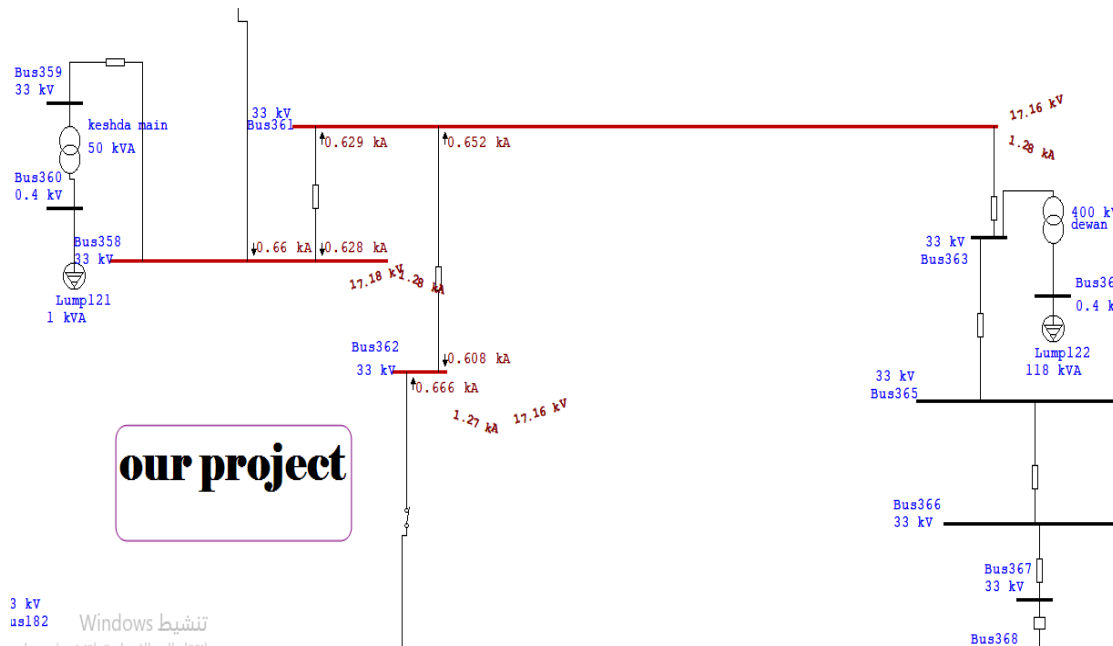 Bus359
33 kV
keshda main
50 kVA
Bus360
0.4 kV
Bus358
33 kV
Lump121
1 kVA
33 kV
Bus361
0.629 kA
0.652 kA
17.16 kV
1.28 kA
0.66 kA
0.628 kA
17.18 kV
1.28 kA
Bus362
33 kV
0.608 kA
0.666 kA
1.27 kA
17.16 kV
33 kV
Bus363
400 kV
dewan
Bus36
0.4 k
Lump122
118 kVA
33 kV
Bus365
Bus366
33 kV
Bus367
33 kV
Bus368
our project
3 kV
us182
تنشيط Windows